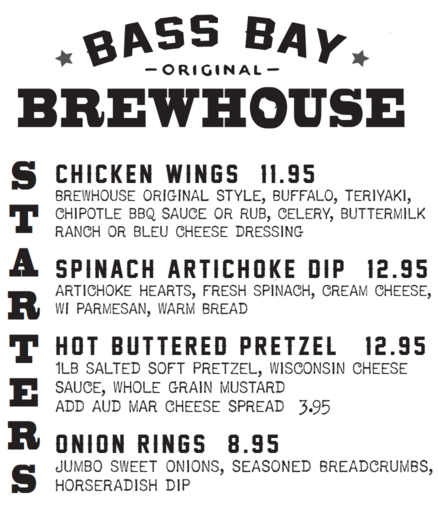 BASS BAY
-ORIGINAL-
BREWHOUSE
STARTERS
CHICKEN WINGS 11.95
BREWHOUSE ORIGINAL STYLE, BUFFALO, TERIYAKI,
CHIPOTLE BBQ SAUCE OR RUB, CELERY, BUTTERMILK
RANCH OR BLEU CHEESE DRESSING
SPINACH ARTICHOKE DIP 12.95
ARTICHOKE HEARTS, FRESH SPINACH, CREAM CHEESE,
WI PARMESAN, WARM BREAD
HOT BUTTERED PRETZEL 12.95
1LB SALTED SOFT PRETZEL, WISCONSIN CHEESE
SAUCE, WHOLE GRAIN MUSTARD
ADD AUD MAR CHEESE SPREAD 3.95
ONION RINGS 8.95
JUMBO SWEET ONIONS, SEASONED BREADCRUMBS,
HORSERADISH DIP